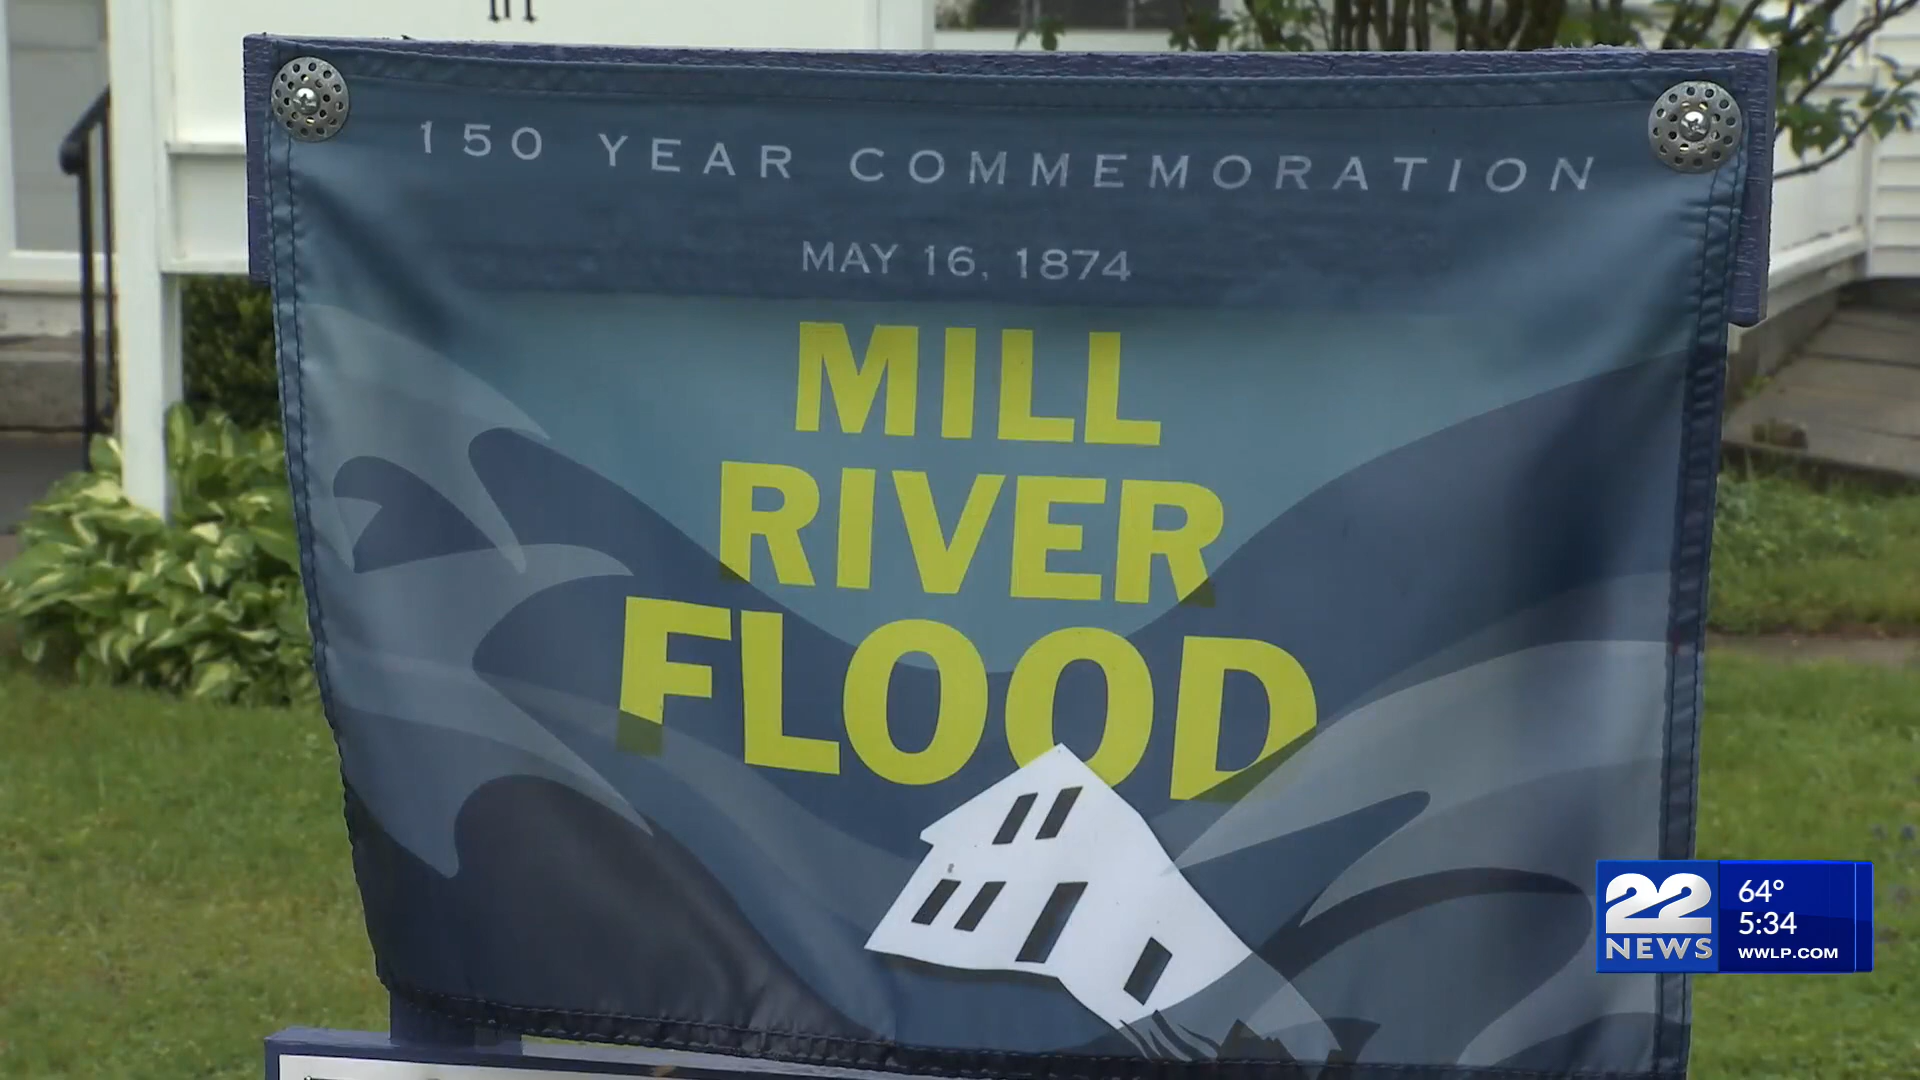 150 YEAR COMMEMORATION
MAY 16, 1874
MILL
RIVER
FLOOD
22
NEWS
64°
5:34
WWLP.COM